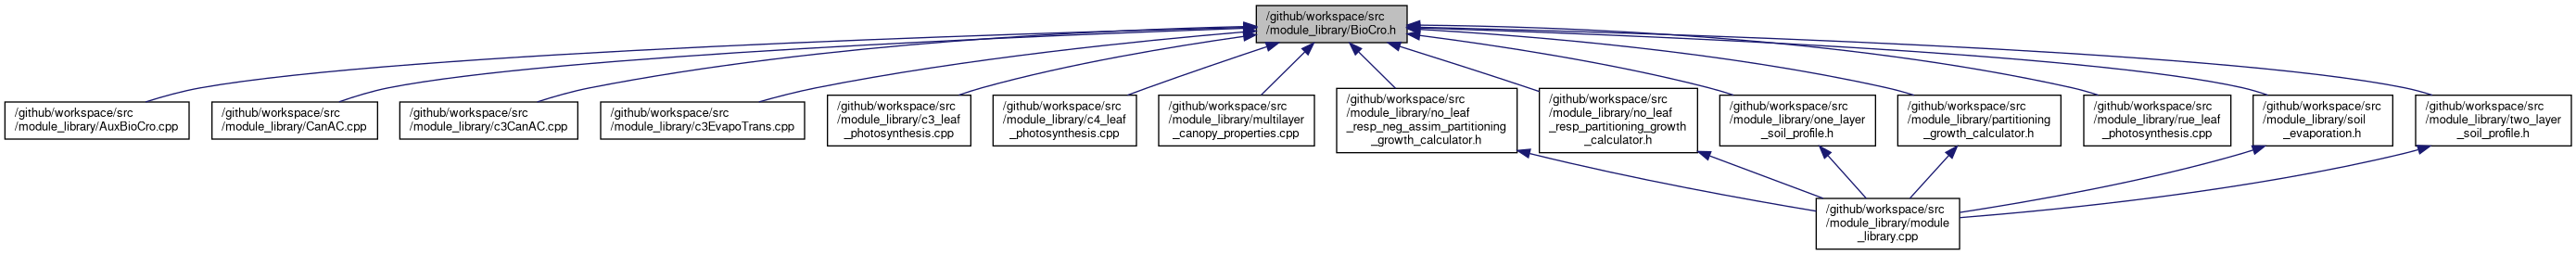 /github/workspace/src
/module_library/BioCro.h
/github/workspace/src
/module_library/AuxBioCro.cpp
/github/workspace/src
/module_library/CanAC.cpp
/github/workspace/src
/module_library/c3CanAC.cpp
/github/workspace/src
/module_library/c3EvapoTrans.cpp
/github/workspace/src
/module_library/c3_leaf
_photosynthesis.cpp
/github/workspace/src
/module_library/c4_leaf
_photosynthesis.cpp
/github/workspace/src
/module_library/multilayer
_canopy_properties.cpp
/github/workspace/src
/module_library/no_leaf
_resp_neg_assim_partitioning
_growth_calculator.h
/github/workspace/src
/module_library/no_leaf
_resp_partitioning_growth
_calculator.h
/github/workspace/src
/module_library/one_layer
_soil_profile.h
/github/workspace/src
/module_library/partitioning
_growth_calculator.h
/github/workspace/src
/module_library/rue_leaf
_photosynthesis.cpp
/github/workspace/src
/module_library/soil
_evaporation.h
/github/workspace/src
/module_library/two_layer
_soil_profile.h
/github/workspace/src
/module_library/module
_library.cpp